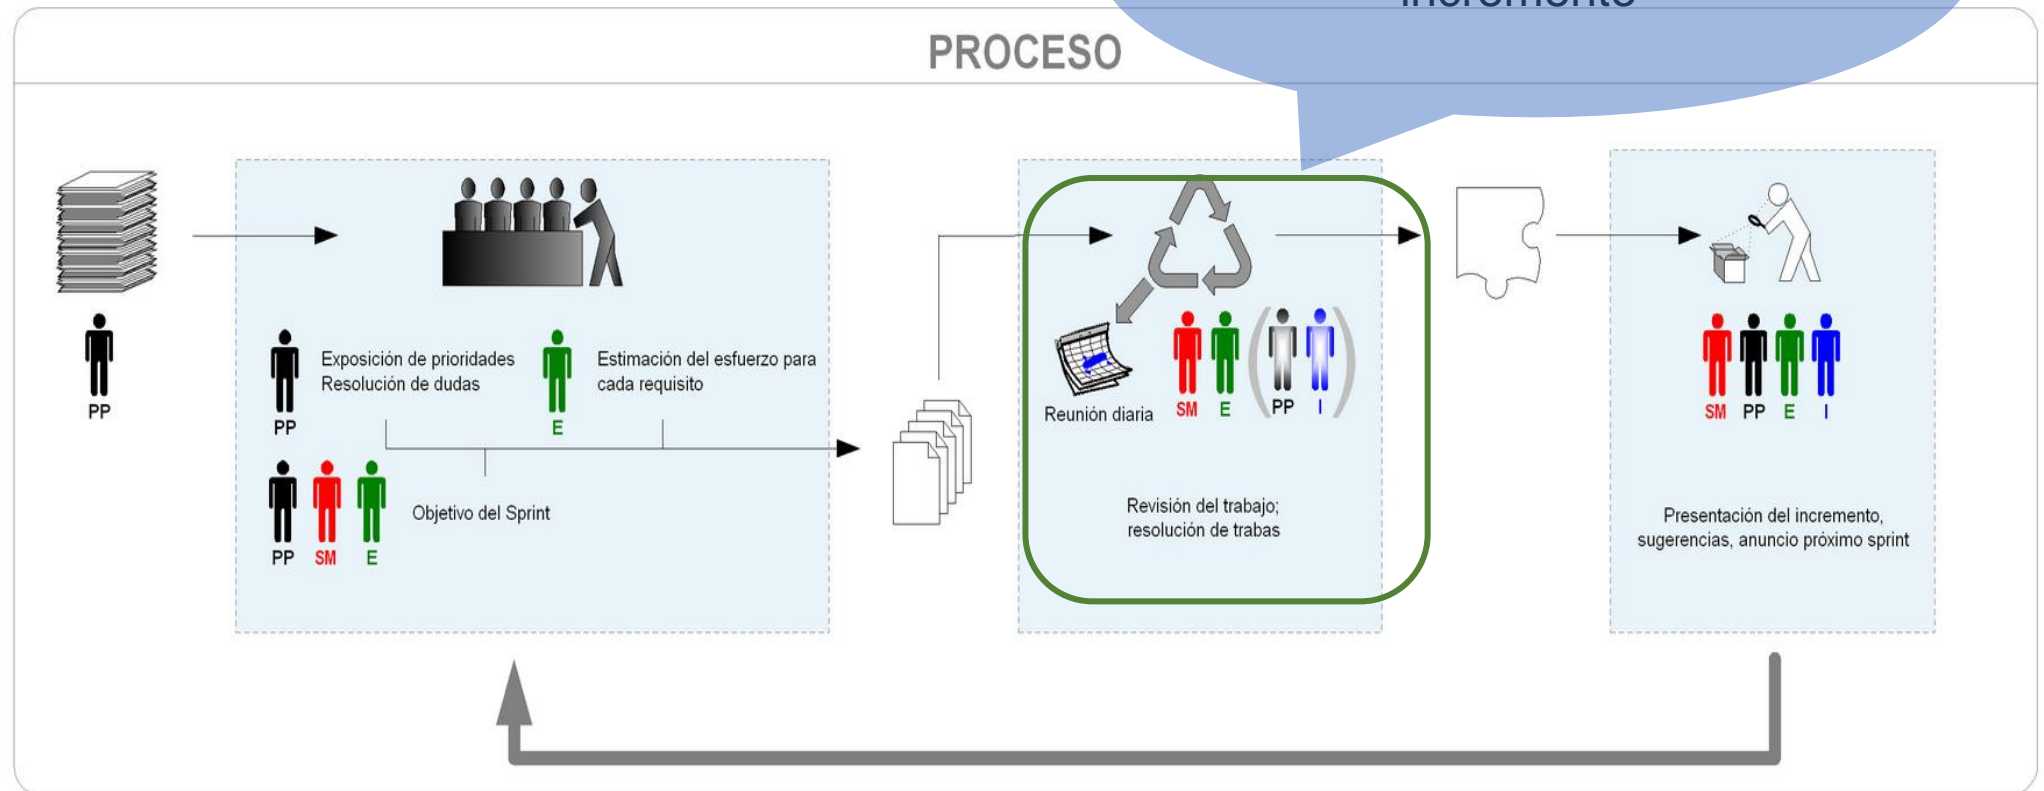 incremento
PROCESO
PP
PP
Exposición de prioridades
Resolución de dudas
E
Estimación del esfuerzo para
cada requisito
PP
SM
E
Objetivo del Sprint
Reunión diaria
SM
E
PP
I
Revisión del trabajo;
resolución de trabas
SM
PP
E
I
Presentación del incremento,
sugerencias, anuncio próximo sprint